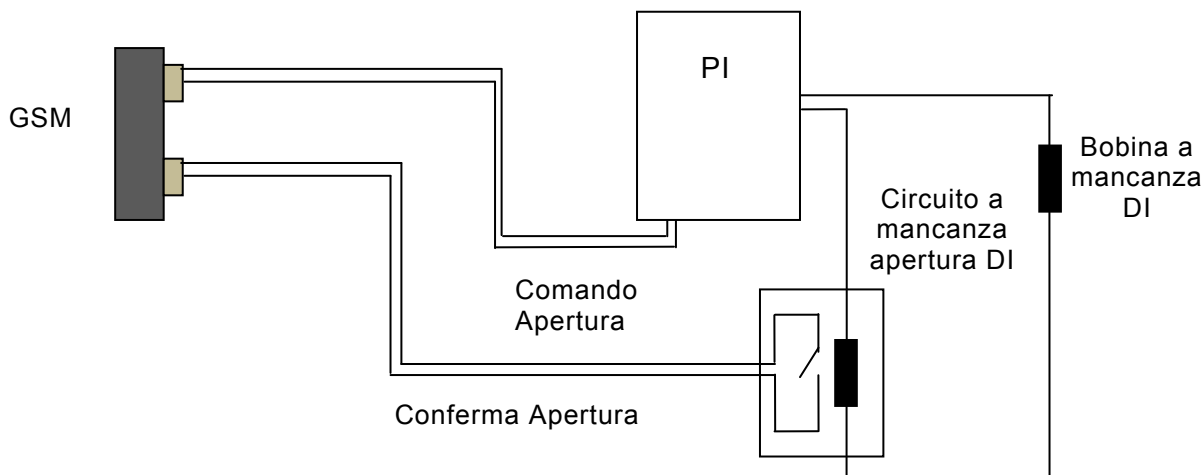 PI
GSM
Bobina a
mancanza
DI
Circuito a
mancanza
apertura DI
Comando
Apertura
Conferma Apertura